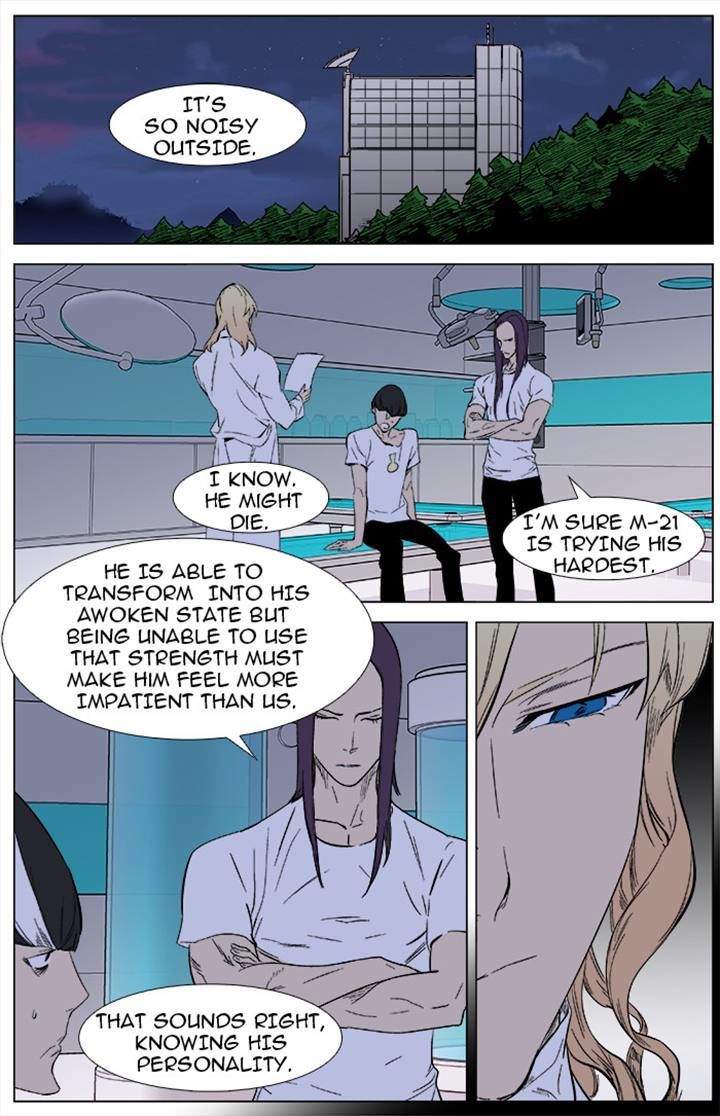 IT'S
SO NOISY
OUTSIDE.
I KNOW.
HE MIGHT
DIE.
I'M SURE M-21
IS TRYING HIS
HARDEST.
HE IS ABLE TO
TRANSFORM INTO HIS
AWOKEN STATE BUT
BEING UNABLE TO USE
THAT STRENGTH MUST
MAKE HIM FEEL MORE
IMPATIENT THAN US.
THAT SOUNDS RIGHT,
KNOWING HIS
PERSONALITY.